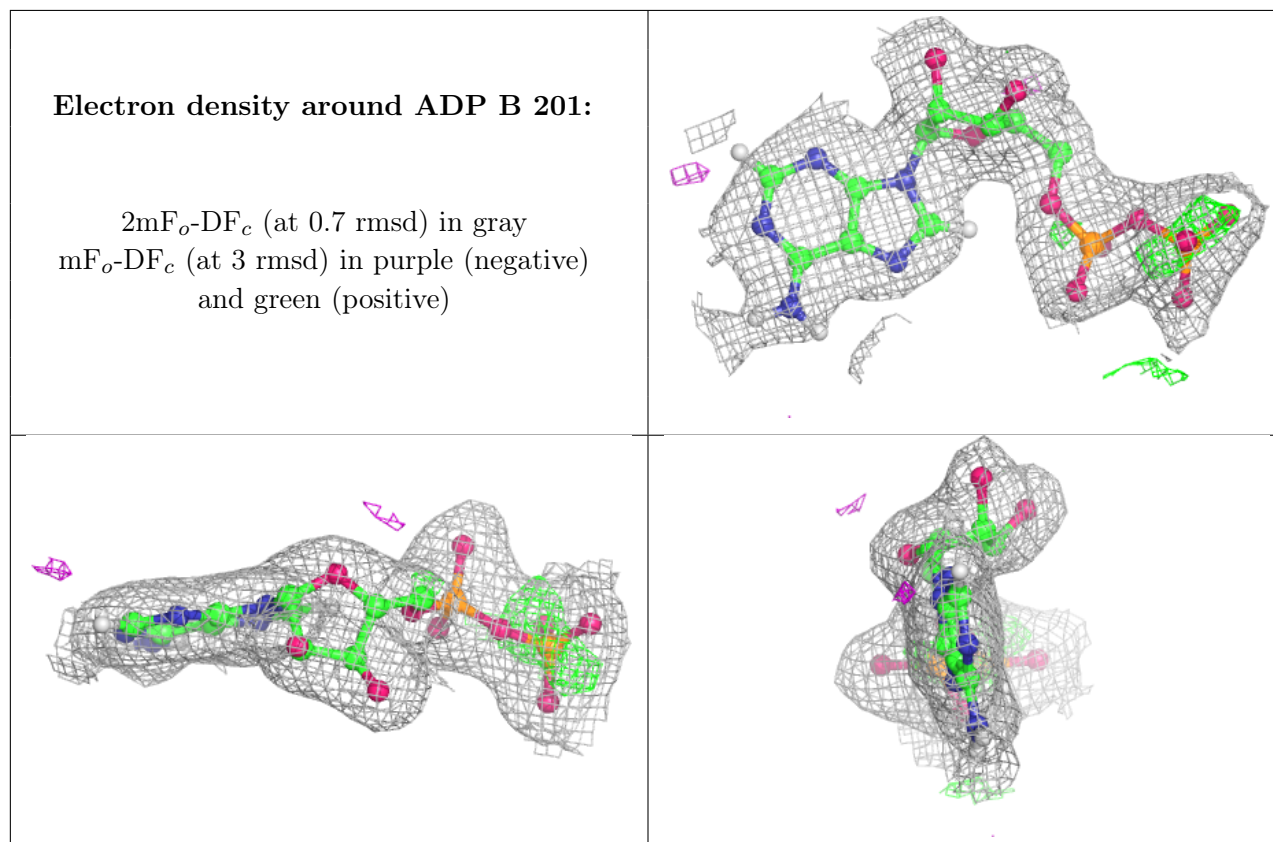 Electron density around ADP B 201:
2mFo-DFc (at 0.7 rmsd) in gray
mFo-DFc (at 3 rmsd) in purple (negative)
and green (positive)